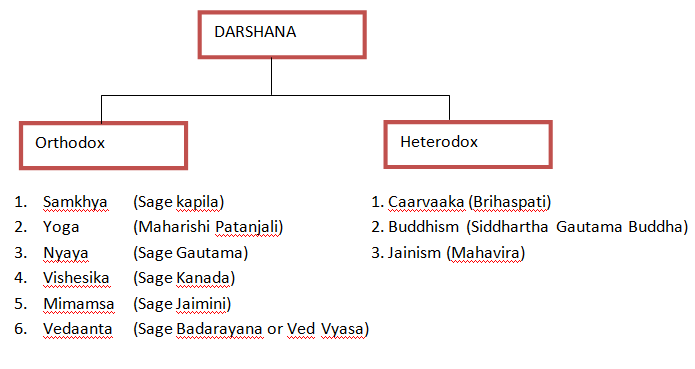 DARSHANA
Orthodox
Heterodox
1. Samkhya (Sage kapila)
2. Yoga (Maharishi Patanjali)
3. Nyaya (Sage Gautama)
4. Vishesika (Sage Kanada)
5. Mimamsa (Sage Jaimini)
6. Vedaanta (Sage Badarayana or Ved Vyasa)
1. Caarvaaka (Brihaspati)
2. Buddhism (Siddhartha Gautama Buddha)
3. Jainism (Mahavira)